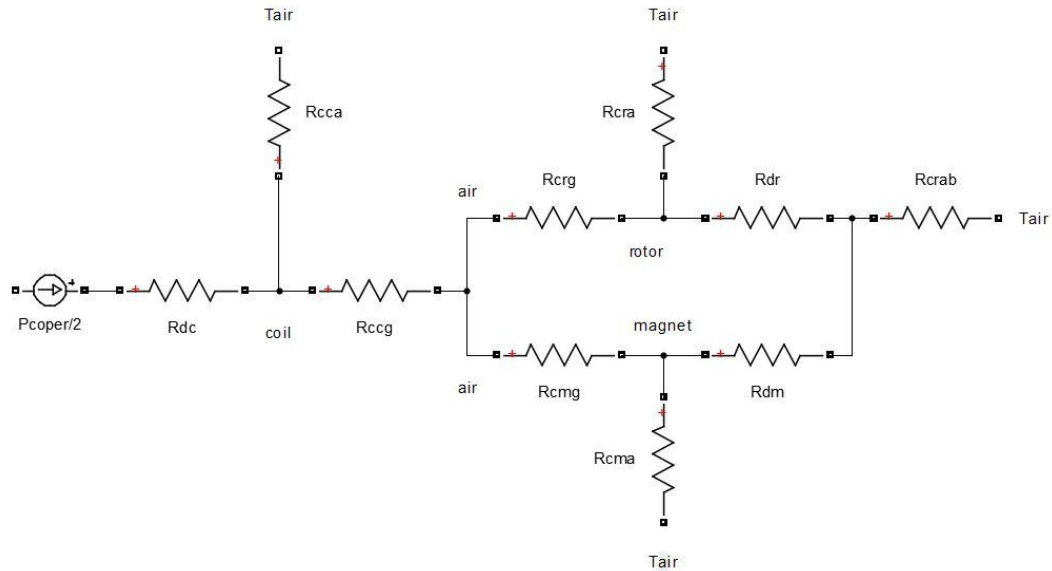 Tair
Tair
Rcca
Rcra
air
Rcrg
Rdr
Rcrab
Tair
rotor
Pcoper/2
Rdc
coil
Rccg
magnet
air
Rcmg
Rdm
Rcma
Tair